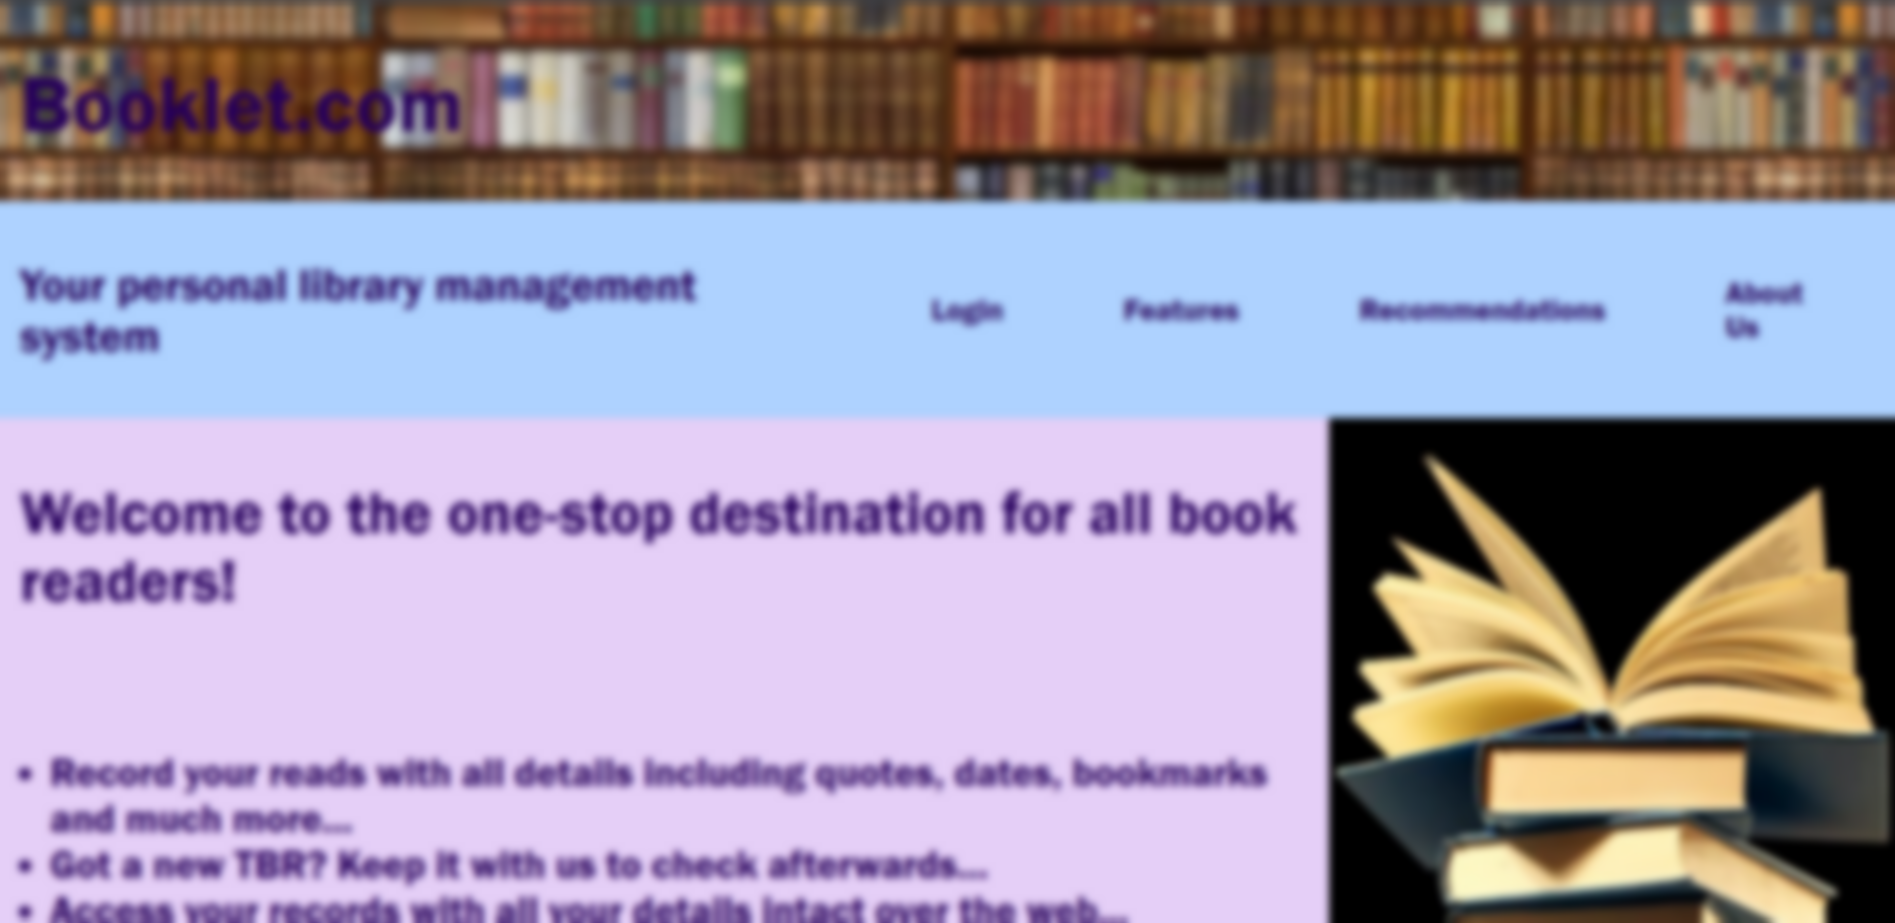 Booklet.com
Your personal library management
system
Login
Features
Recommendations
About
Us
Welcome to the one-stop destination for all book
readers!
• Record your reads with all details including quotes, dates, bookmarks
and much more...
• Got a new TBR? Keep it with us to check afterwards...
• Access your records with all your details intact over the web...